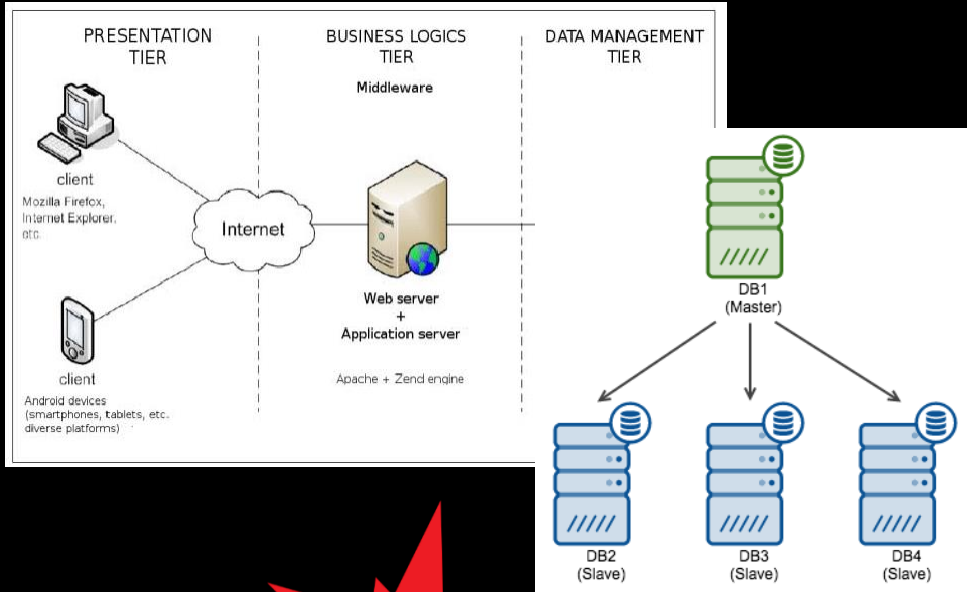 PRESENTATION
TIER
BUSINESS LOGICS
TIER
DATA MANAGEMENT
TIER
Middleware
client
Mozilla Firefox,
Internet Explorer,
etc.
Internet
Web server
+
Application server
Apache + Zend engine
client
Android devices
(smartphones, tablets, etc.
diverse platforms)
DB1
(Master)
DB2
(Slave)
DB3
(Slave)
DB4
(Slave)